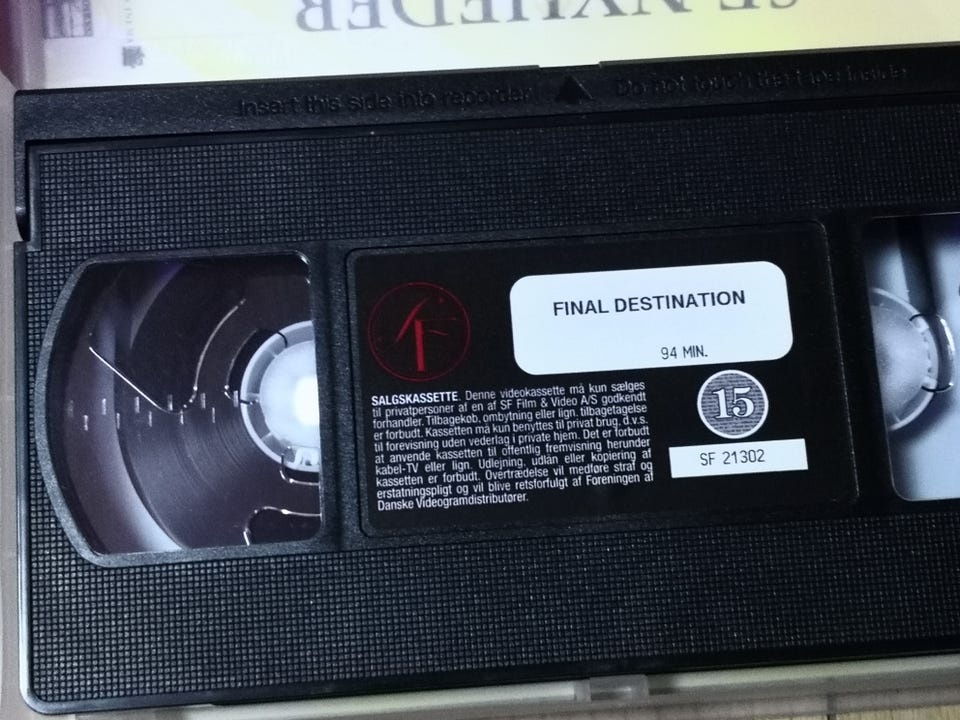 SF NYHEDER
Insert this side into recorder Do not touch the tape inside
FINAL DESTINATION
94 MIN.
SALGSKASSETTE. Denne videokassette må kun sælges
til privatpersoner af en af SF Film & Video A/S godkendt
forhandler. Tilbagekøb, ombytning eller lign. tilbagetagelse
er forbudt. Kassetten må kun benyttes til privat brug, d.v.s.
til forevisning uden vederlag i private hjem. Det er forbudt
at anvende kassetten til offentlig fremvisning herunder
kabel-TV eller lign. Udlejning, udlån eller kopiering af
kassetten er forbudt. Overtrædelse vil medføre straf og
erstatningspligt og vil blive retsforfulgt af Foreningen af
Danske Videogramdistributører.
15
SF 21302